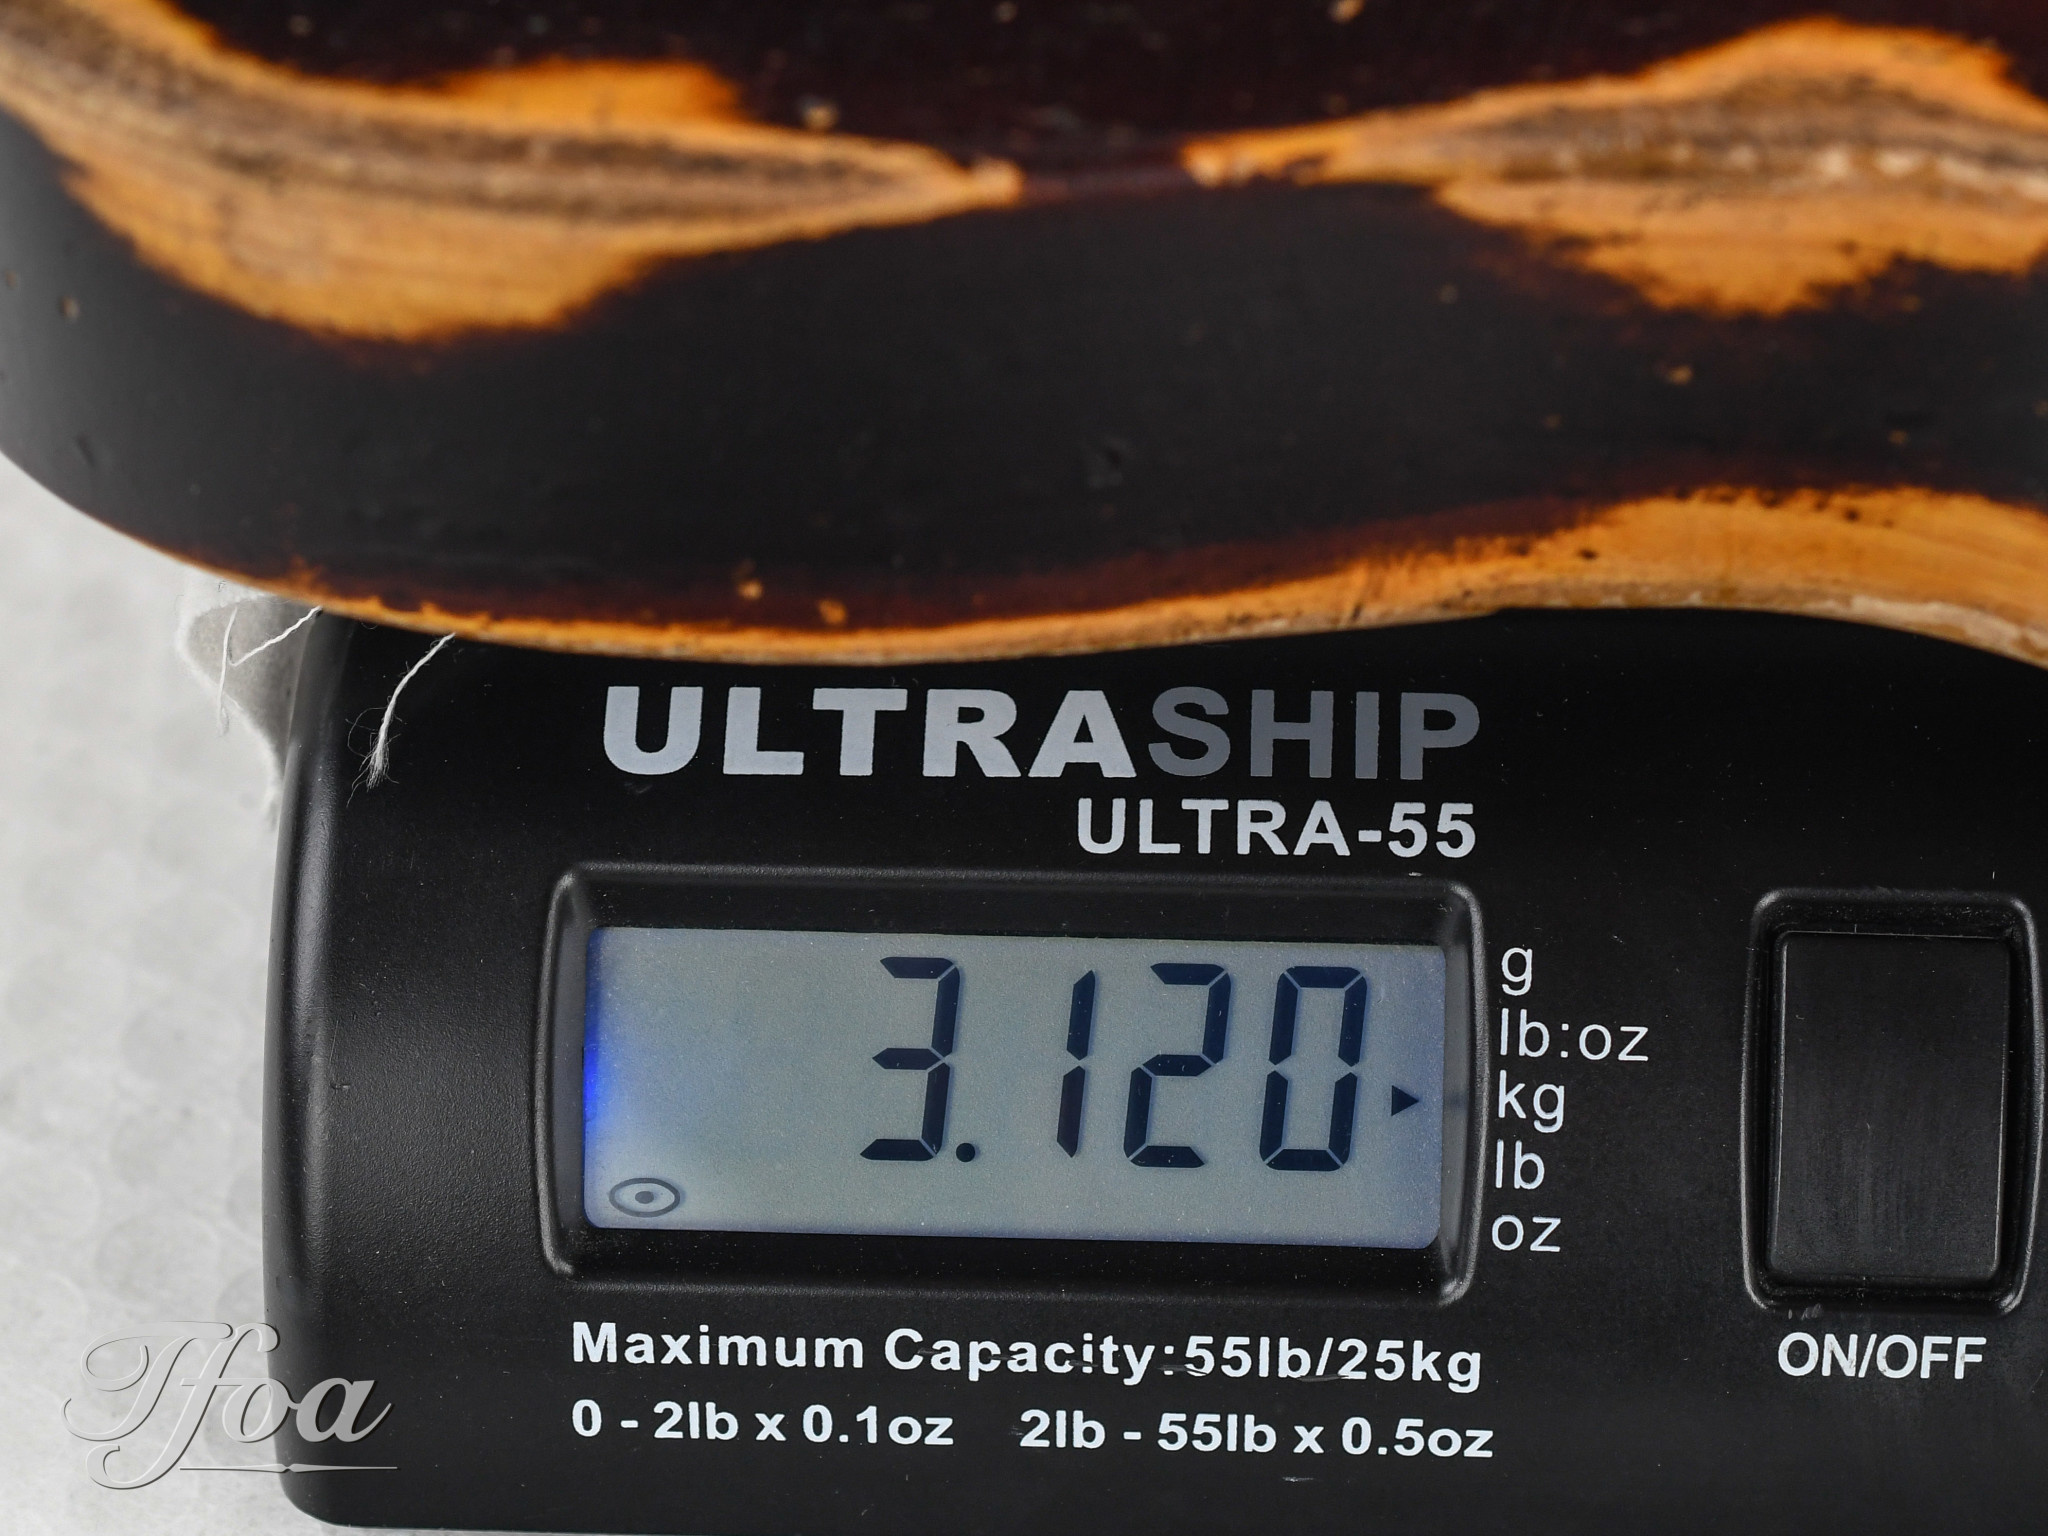 ULTRASHIP
ULTRA-55
3.120
g
lb:oz
kg
lb
oz
Maximum Capacity:55lb/25kg
0 - 2lb x 0.1oz 2lb - 55lb x 0.5oz
ON/OFF
Tfoa